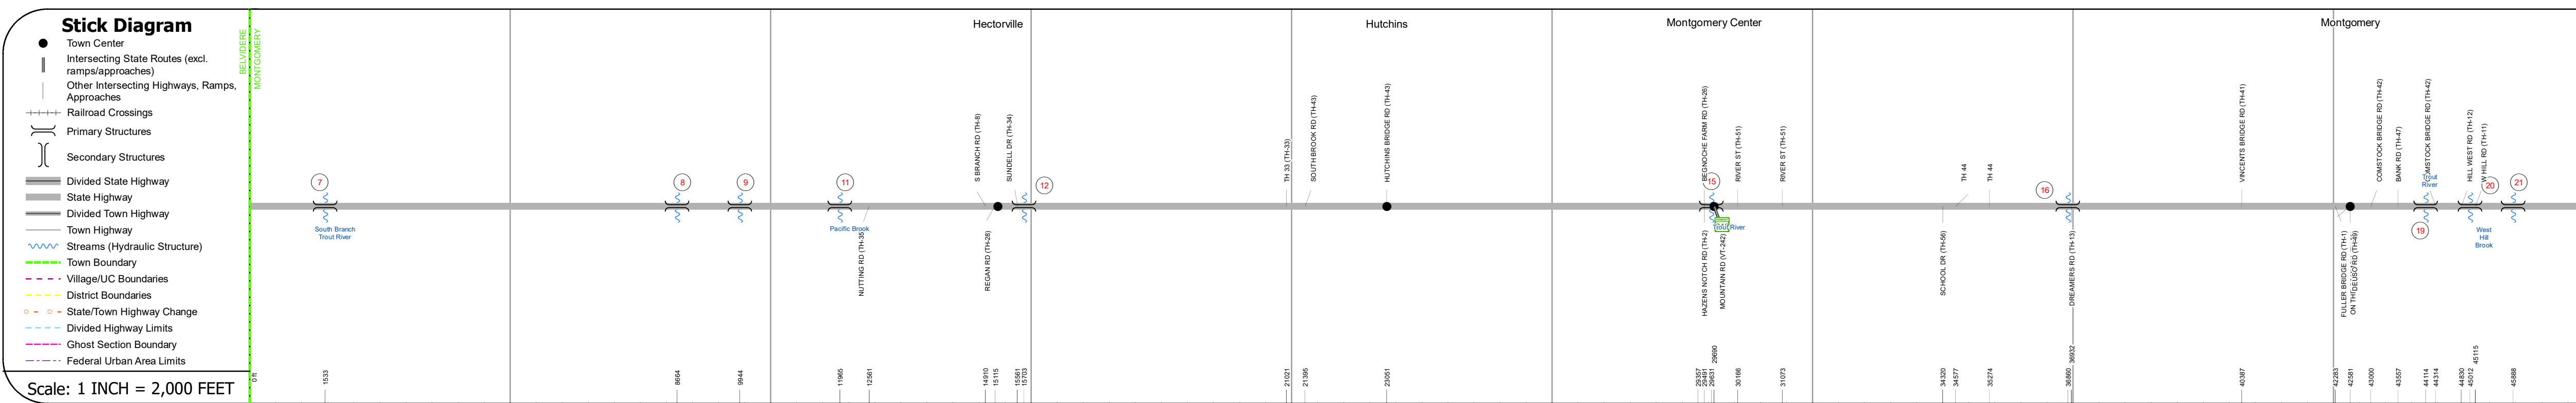 Stick Diagram
Town Center
Intersecting State Routes (excl.
ramps/approaches)
Other Intersecting Highways, Ramps,
Approaches
Railroad Crossings
Primary Structures
Secondary Structures
Divided State Highway
State Highway
Divided Town Highway
Town Highway
Streams (Hydraulic Structure)
Town Boundary
Village/UC Boundaries
District Boundaries
State/Town Highway Change
Divided Highway Limits
Ghost Section Boundary
Federal Urban Area Limits
Scale: 1 INCH = 2,000 FEET
BELVIDERE
MONTGOMERY
Hectorville
Hutchins
Montgomery Center
Montgomery
S BRANCH RD (TH-8)
SUNDELL DR (TH-34)
TH 33 (TH-33)
SOUTH BROOK RD (TH-43)
HUTCHINS BRIDGE RD (TH-43)
BEGNOCHE FARM RD (TH-26)
RIVER ST (TH-51)
RIVER ST (TH-51)
TH 44
TH 44
VINCENTS BRIDGE RD (TH-41)
COMSTOCK BRIDGE RD (TH-42)
BANK RD (TH-47)
COMSTOCK BRIDGE RD (TH-42)
HILL WEST RD (TH-12)
W HILL RD (TH-11)
7
8
9
11
12
15
16
19
20
21
South Branch
Trout River
Pacific Brook
Trout River
Trout
River
West
Hill
Brook
NUTTING RD (TH-35)
REGAN RD (TH-28)
HAZENS NOTCH RD (TH-2)
MOUNTAIN RD (VT-242)
SCHOOL DR (TH-56)
DREAMERS RD (TH-13)
FULLER BRIDGE RD (TH-1)
DEUSO RD (TH-49)
0 ft
1533
8664
9944
11965
12561
14910
15115
15561
15703
21021
21395
23051
29357
29491
29631
29690
30166
31073
34320
34577
35274
36860
36932
40387
42283
42581
43000
43557
44114
44314
44830
45012
45115
45888